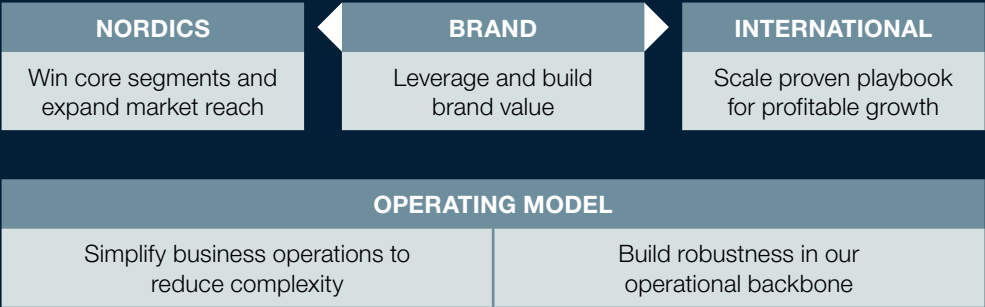 NORDICS
Win core segments and
expand market reach
BRAND
Leverage and build
brand value
INTERNATIONAL
Scale proven playbook
for profitable growth
OPERATING MODEL
Simplify business operations to
reduce complexity
Build robustness in our
operational backbone